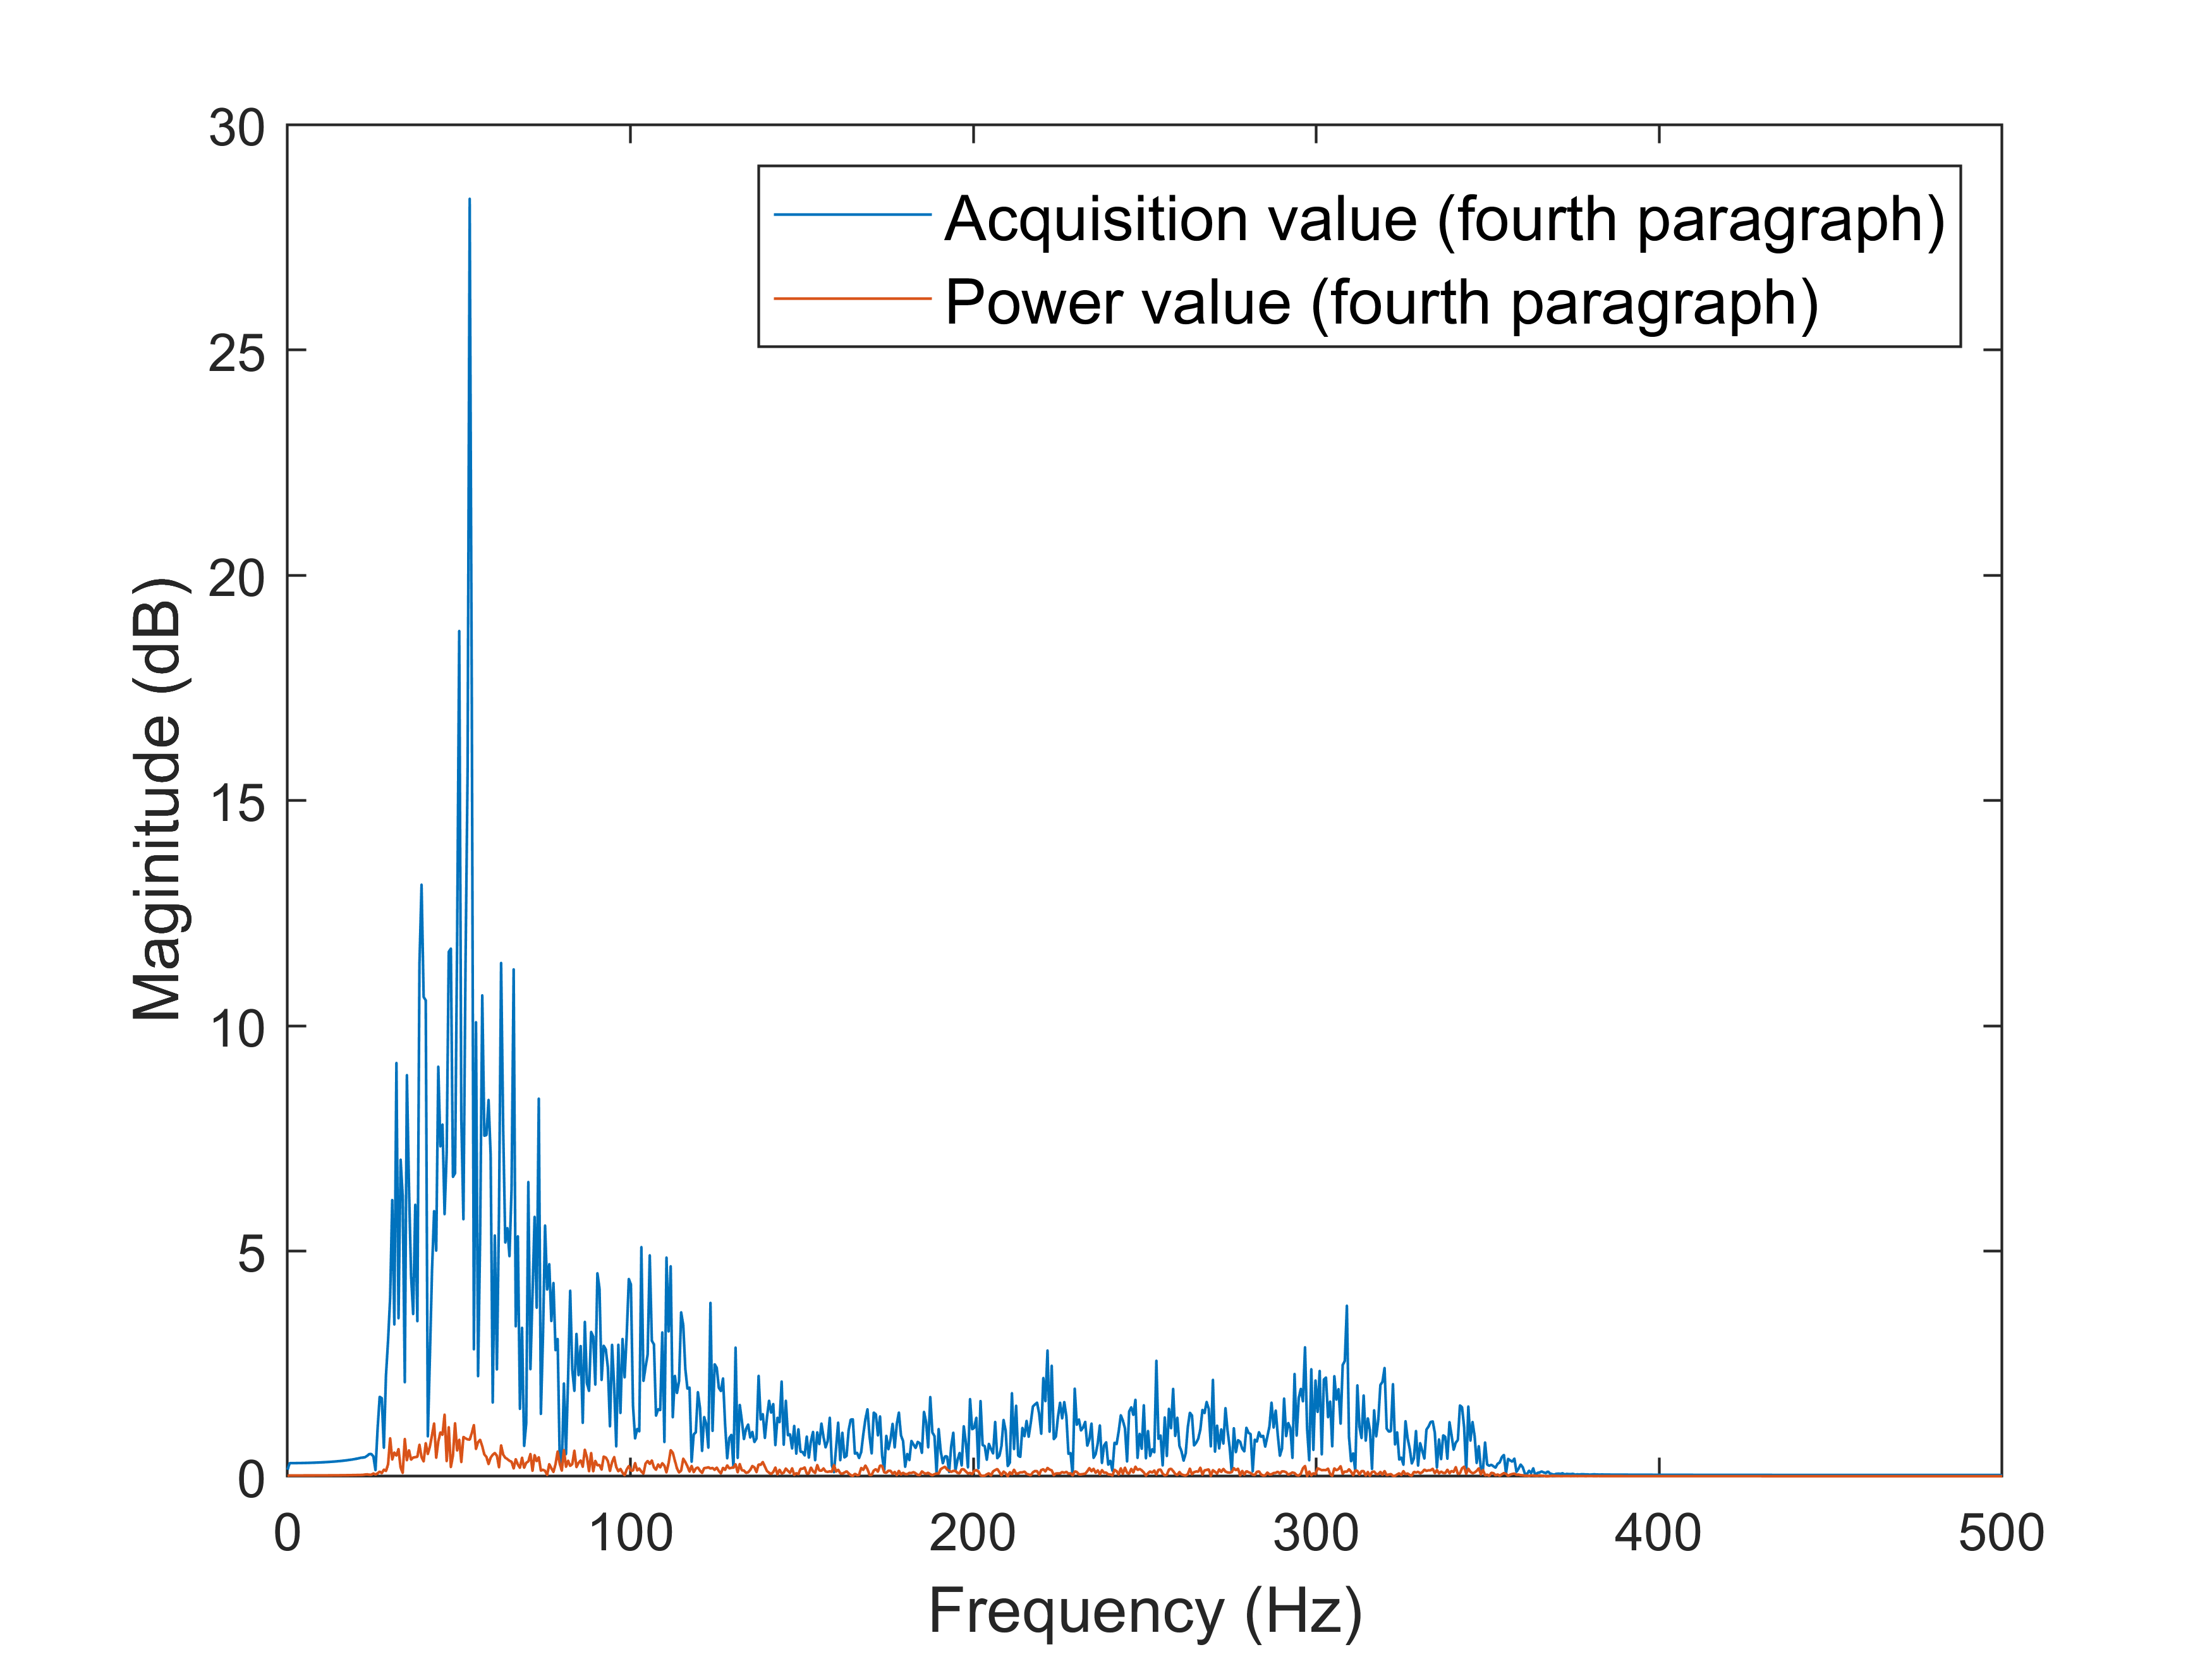 30
25
20
15
10
5
0
Maginitude (dB)
Acquisition value (fourth paragraph)
Power value (fourth paragraph)
0 100 200 300 400 500
Frequency (Hz)